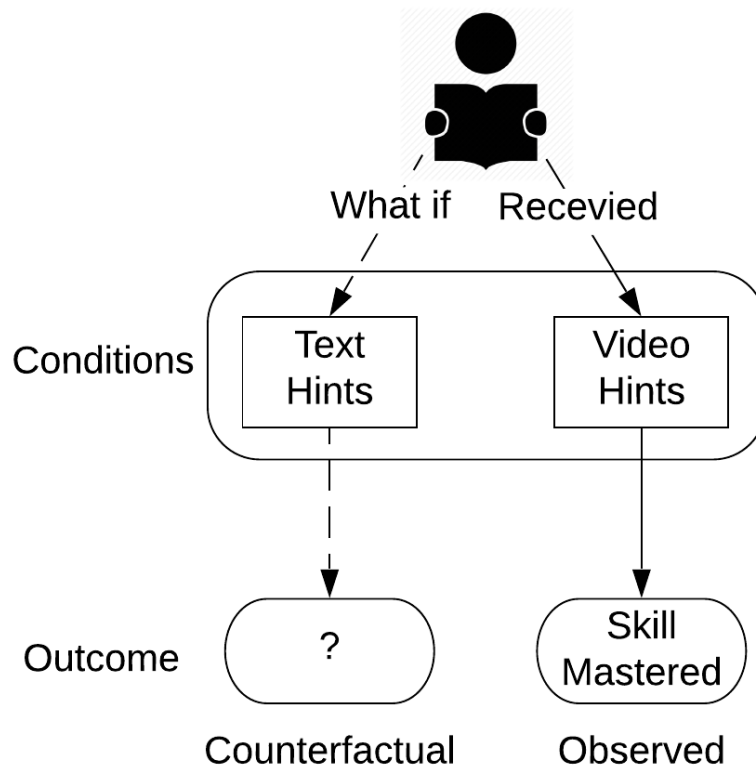 What if Recevied
Conditions
Text
Hints
Video
Hints
Outcome
?
Skill
Mastered
Counterfactual Observed